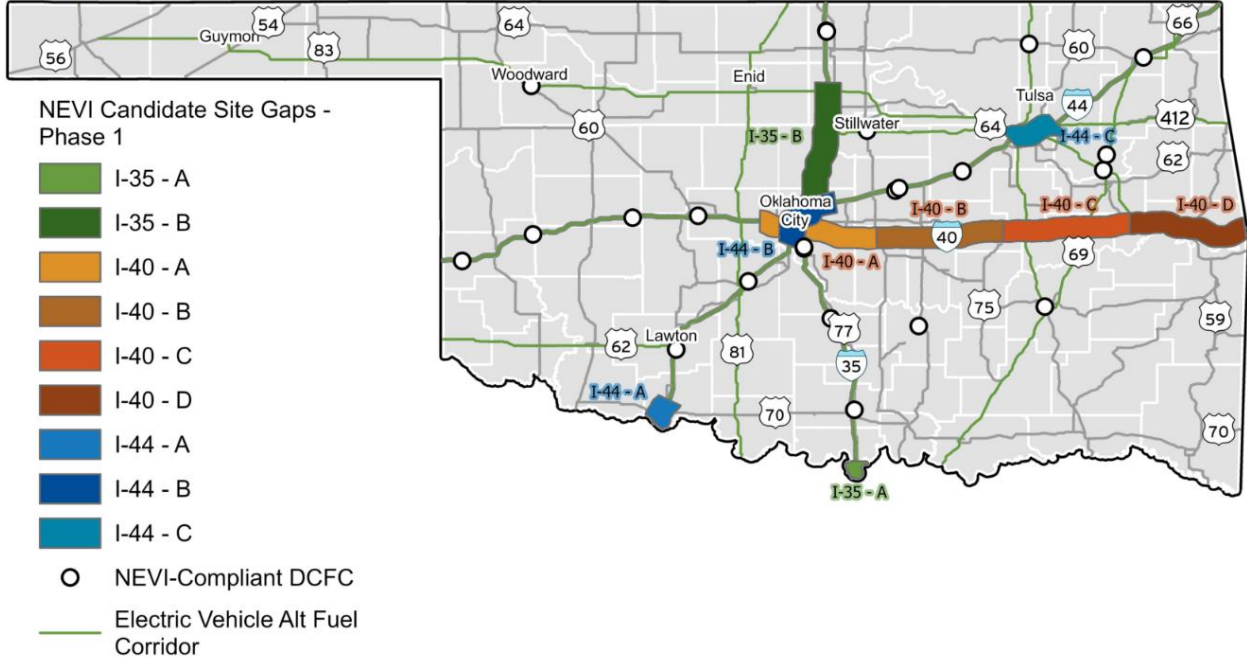 56
54
Guymon
83
64
Woodward
60
Enid
60
66
Tulsa
44
412
I-35 - B
Stillwater
64
I-44 - C
62
Oklahoma
City
I-40 - B
I-40 - C
I-40 - D
I-44 - B
40
I-40 - A
69
75
59
77
Lawton
62
81
35
I-44 - A
70
70
I-35 - A
NEVI Candidate Site Gaps -
Phase 1
I-35 - A
I-35 - B
I-40 - A
I-40 - B
I-40 - C
I-40 - D
I-44 - A
I-44 - B
I-44 - C
NEVI-Compliant DCFC
Electric Vehicle Alt Fuel
Corridor